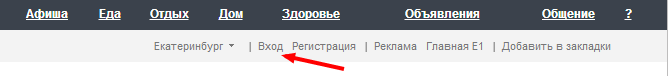 Афиша Еда Отдых Дом Здоровье Объявления Общение ?
Екатеринбург | Вход Регистрация | Реклама Главная E1 | Добавить в закладки